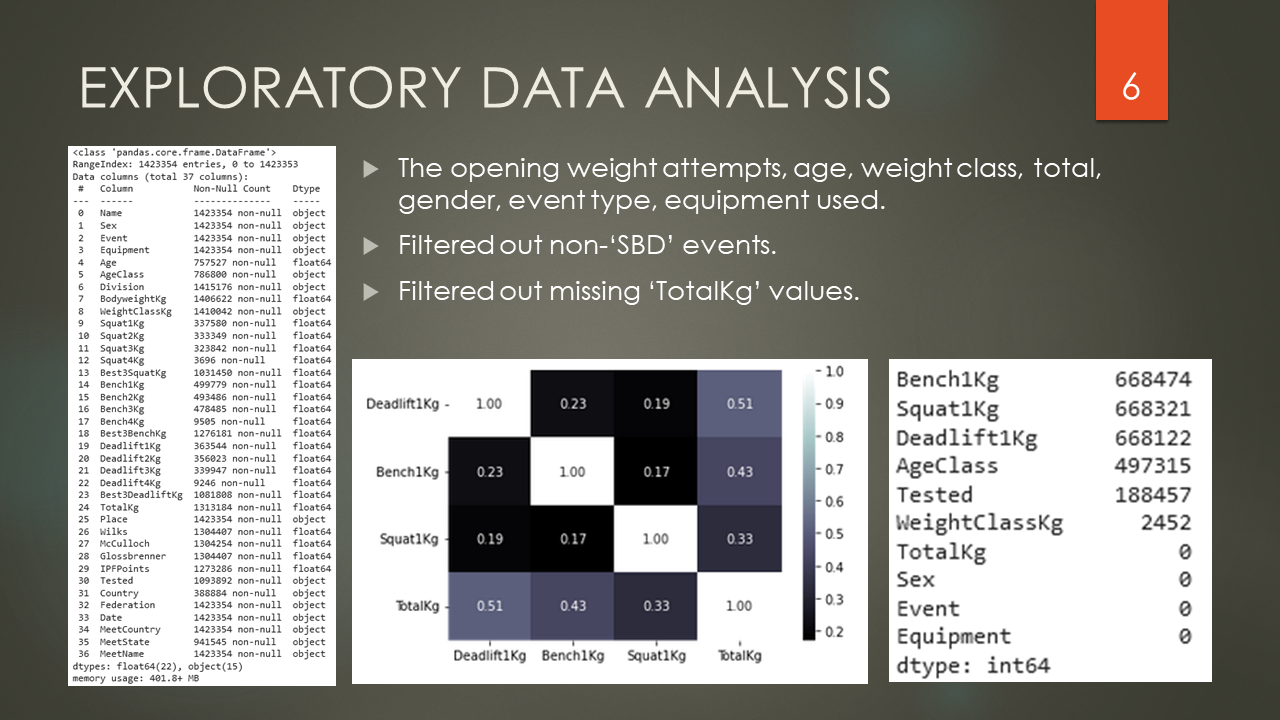 EXPLORATORY DATA ANALYSIS
6
<class 'pandas.core.frame.DataFrame'>
RangeIndex: 1423354 entries, 0 to 1423353
Data columns (total 37 columns):
# Column Non-Null Count Dtype
--- ------ -------------- -----
0 Name 1423354 non-null object
1 Sex 1423354 non-null object
2 Event 1423354 non-null object
3 Equipment 1423354 non-null object
4 Age 757527 non-null float64
5 AgeClass 786800 non-null object
6 Division 1415176 non-null object
7 BodyweightKg 1406622 non-null float64
8 WeightClassKg 1410042 non-null object
9 Squat1Kg 337580 non-null float64
10 Squat2Kg 333349 non-null float64
11 Squat3Kg 323842 non-null float64
12 Squat4Kg 3696 non-null float64
13 Best3SquatKg 1031450 non-null float64
14 Bench1Kg 499779 non-null float64
15 Bench2Kg 493486 non-null float64
16 Bench3Kg 478485 non-null float64
17 Bench4Kg 9505 non-null float64
18 Best3BenchKg 1276181 non-null float64
19 Deadlift1Kg 363544 non-null float64
20 Deadlift2Kg 356023 non-null float64
21 Deadlift3Kg 339947 non-null float64
22 Deadlift4Kg 9246 non-null float64
23 Best3DeadliftKg 1081808 non-null float64
24 TotalKg 1313184 non-null float64
25 Place 1423354 non-null object
26 Wilks 1304407 non-null float64
27 McCulloch 1304254 non-null float64
28 Glossbrenner 1304407 non-null float64
29 IPFPoints 1273286 non-null float64
30 Tested 1093892 non-null object
31 Country 388884 non-null object
32 Federation 1423354 non-null object
33 Date 1423354 non-null object
34 MeetCountry 1423354 non-null object
35 MeetState 941545 non-null object
36 MeetName 1423354 non-null object
dtypes: float64(22), object(15)
memory usage: 401.8+ MB
The opening weight attempts, age, weight class, total,
gender, event type, equipment used.
Filtered out non-‘SBD’ events.
Filtered out missing ‘TotalKg’ values.
Deadlift1Kg 1.00 0.23 0.19 0.51
Bench1Kg 0.23 1.00 0.17 0.43
Squat1Kg 0.19 0.17 1.00 0.33
TotalKg 0.51 0.43 0.33 1.00
Deadlift1Kg Bench1Kg Squat1Kg TotalKg
1.0
0.9
0.8
0.7
0.6
0.5
0.4
0.3
0.2
Bench1Kg 668474
Squat1Kg 668321
Deadlift1Kg 668122
AgeClass 497315
Tested 188457
WeightClassKg 2452
TotalKg 0
Sex 0
Event 0
Equipment 0
dtype: int64